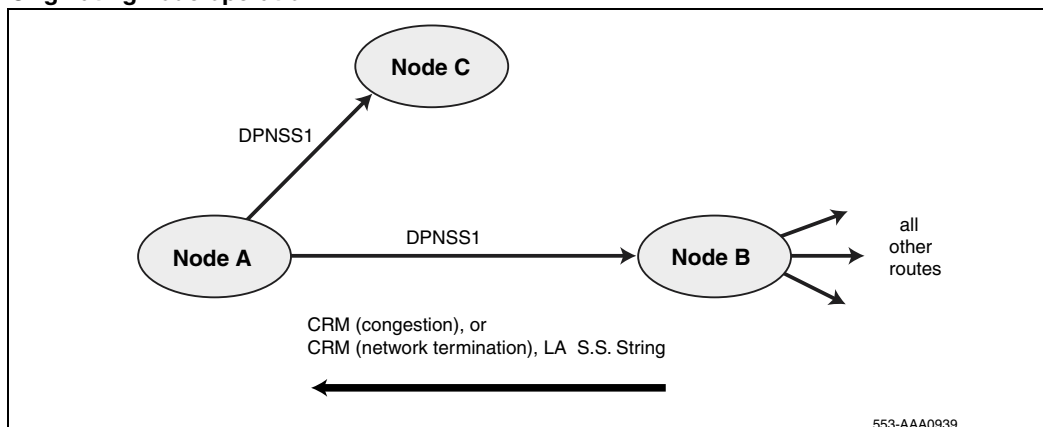 Node C
DPNSS1
DPNSS1
Node A
Node B
all
other
routes
CRM (congestion), or
CRM (network termination), LA S.S. String
553-AAA0939